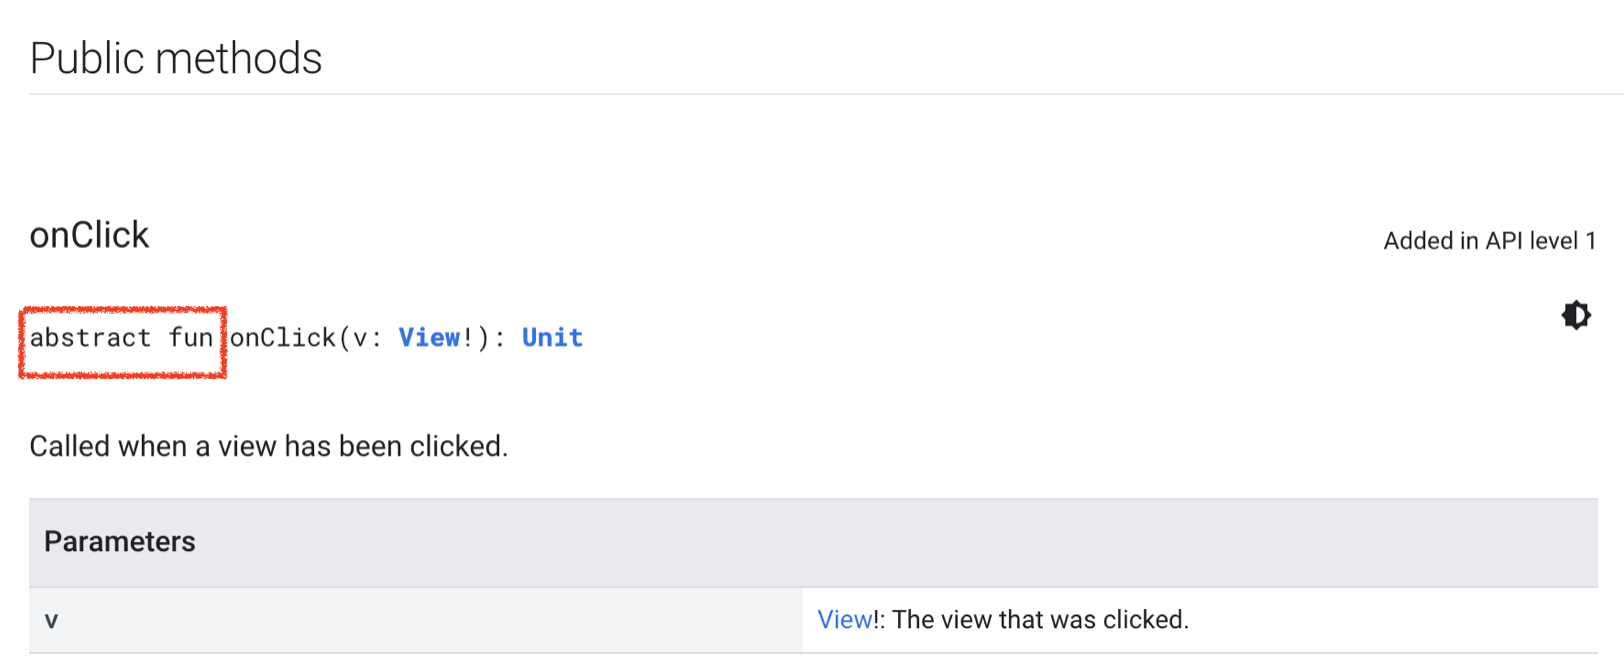 Public methods
onClick
Added in API level 1
abstract fun onClick(v: View!): Unit
Called when a view has been clicked.
Parameters
v
View!: The view that was clicked.